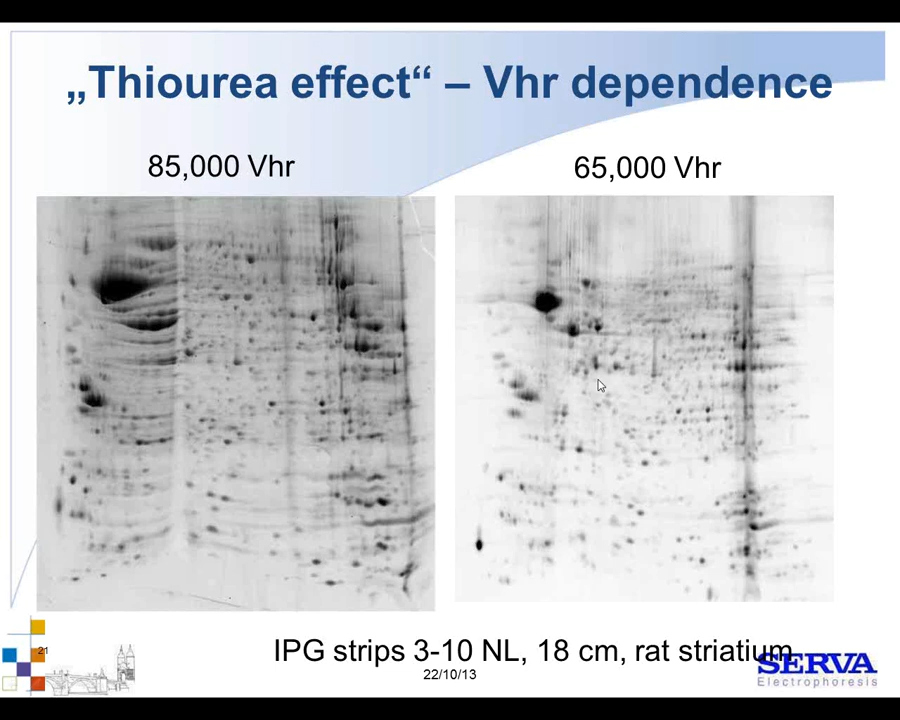 „Thiourea effect“ – Vhr dependence
85,000 Vhr
65,000 Vhr
IPG strips 3-10 NL, 18 cm, rat striatium
21
22/10/13
SERVA
Electrophoresis